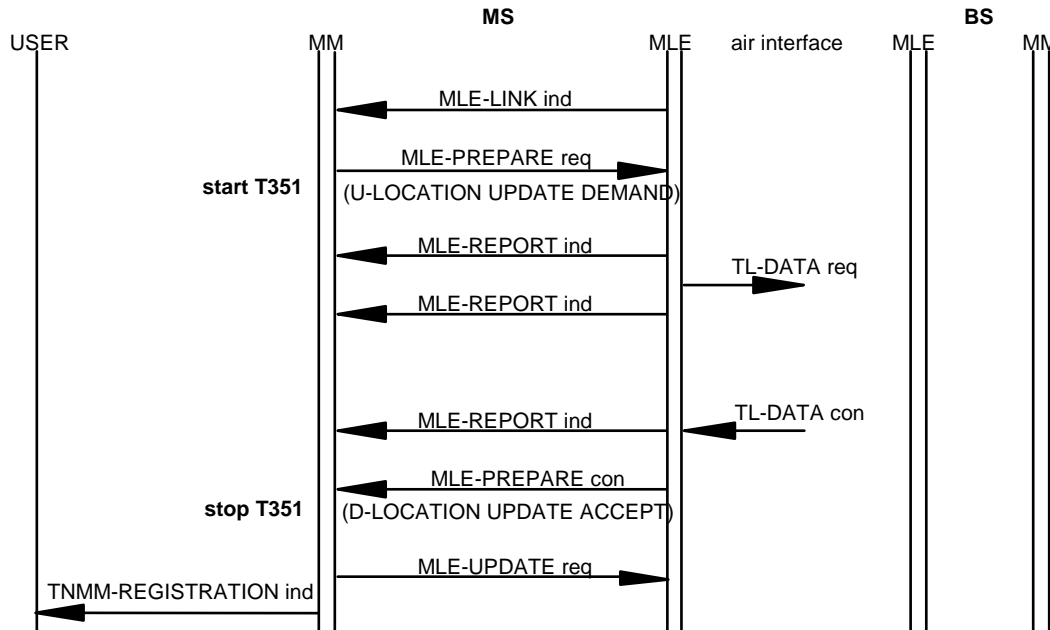 MS BS
USER MM MLE air interface MLE MM
MLE-LINK ind
MLE-PREPARE req
start T351
(U-LOCATION UPDATE DEMAND)
MLE-REPORT ind
TL-DATA req
MLE-REPORT ind
TL-DATA con
MLE-REPORT ind
MLE-PREPARE con
stop T351
(D-LOCATION UPDATE ACCEPT)
MLE-UPDATE req
TNMM-REGISTRATION ind